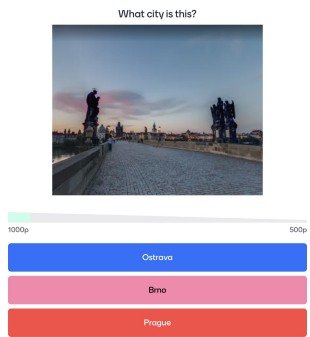 What city is this?
1000p
500p
Ostrava
Brno
Prague